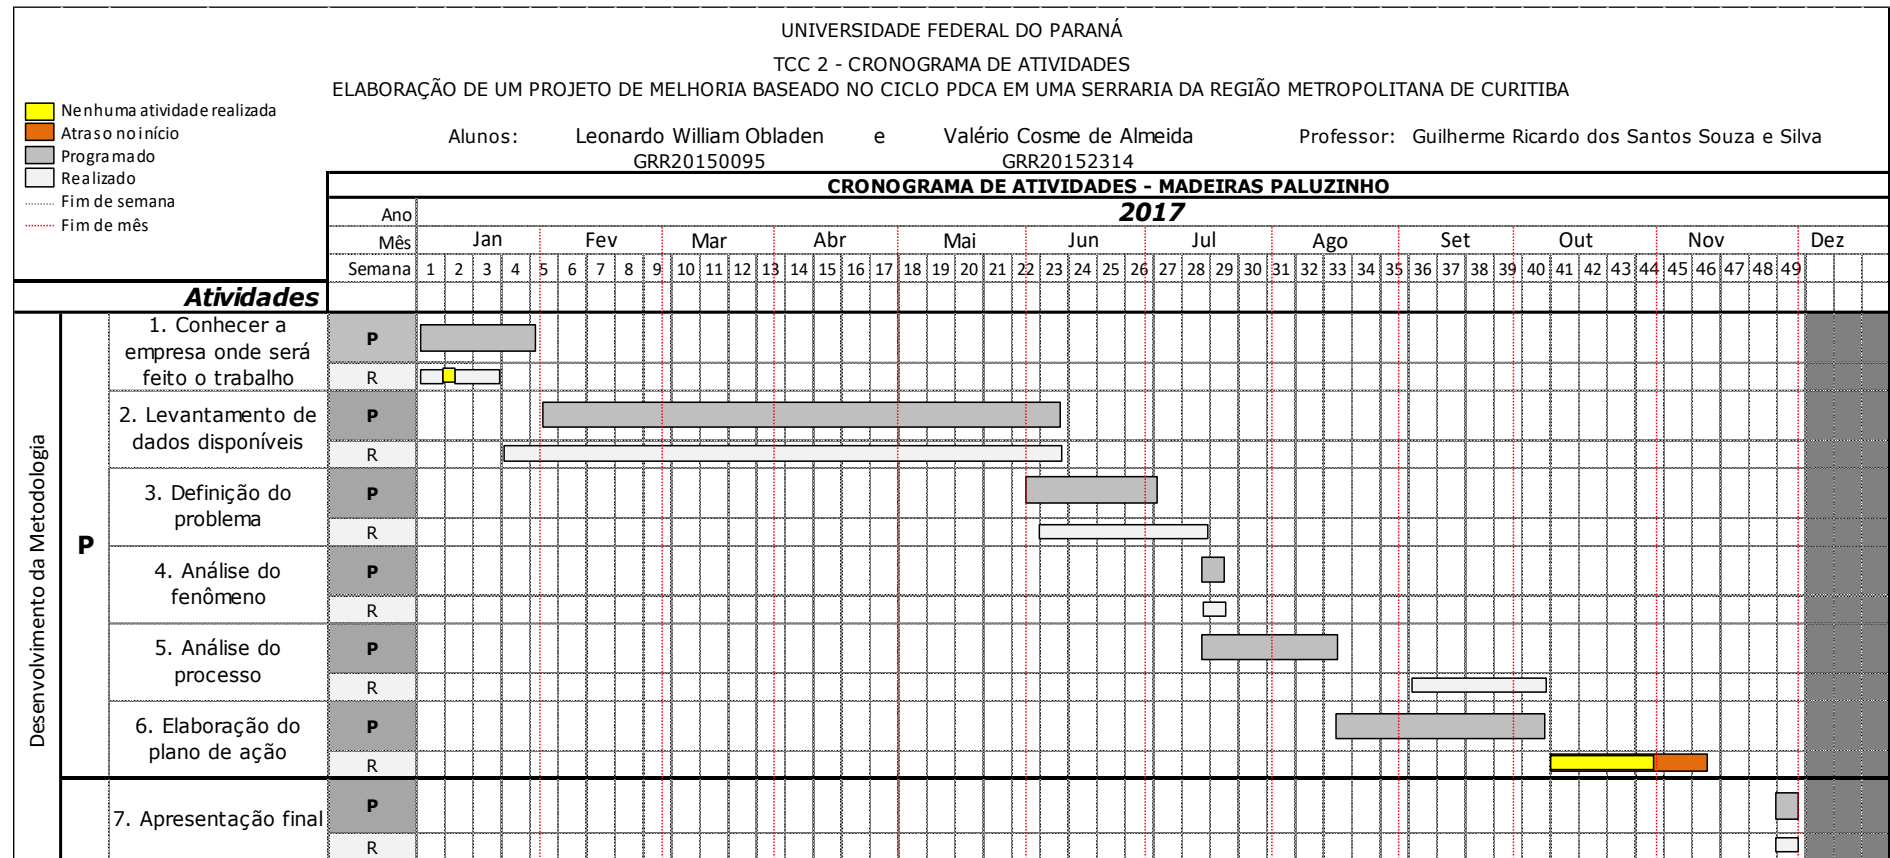 UNIVERSIDADE FEDERAL DO PARANÁ
TCC 2 - CRONOGRAMA DE ATIVIDADES
ELABORAÇÃO DE UM PROJETO DE MELHORIA BASEADO NO CICLO PDCA EM UMA SERRARIA DA REGIÃO METROPOLITANA DE CURITIBA
Nenhuma atividade realizada
Atraso no início
Programado
Realizado
Fim de semana
Fim de mês
Alunos: Leonardo William Obladen e Valério Cosme de Almeida Professor: Guilherme Ricardo dos Santos Souza e Silva
GRR20150095 GRR20152314
CRONOGRAMA DE ATIVIDADES - MADEIRAS PALUZINHO
Ano 2017
Mês Jan Fev Mar Abr Mai Jun Jul Ago Set Out Nov Dez
Semana 1 2 3 4 5 6 7 8 9 10 11 12 13 14 15 16 17 18 19 20 21 22 23 24 25 26 27 28 29 30 31 32 33 34 35 36 37 38 39 40 41 42 43 44 45 46 47 48 49
Atividades
Desenvolvimento da Metodologia
P
1. Conhecer a
empresa onde será
feito o trabalho
P
R
2. Levantamento de
dados disponíveis
P
R
3. Definição do
problema
P
R
4. Análise do
fenômeno
P
R
5. Análise do
processo
P
R
6. Elaboração do
plano de ação
P
R
7. Apresentação final
P
R